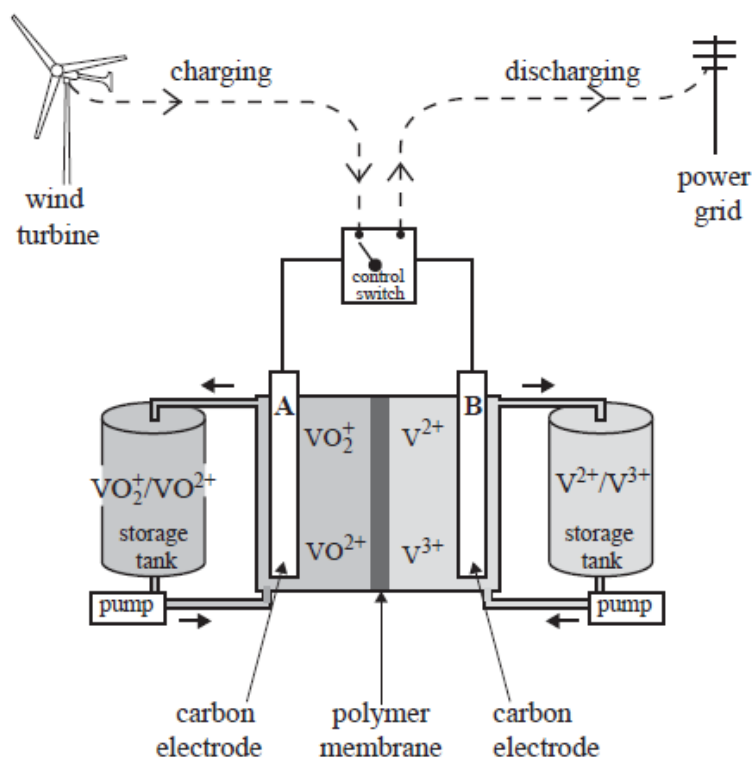 charging
discharging
wind
turbine
power
grid
control
switch
A
B
VO₂⁺
V²⁺
VO₂⁺/VO²⁺
V²⁺/V³⁺
storage
tank
storage
tank
VO²⁺
V³⁺
pump
pump
carbon
electrode
polymer
membrane
carbon
electrode